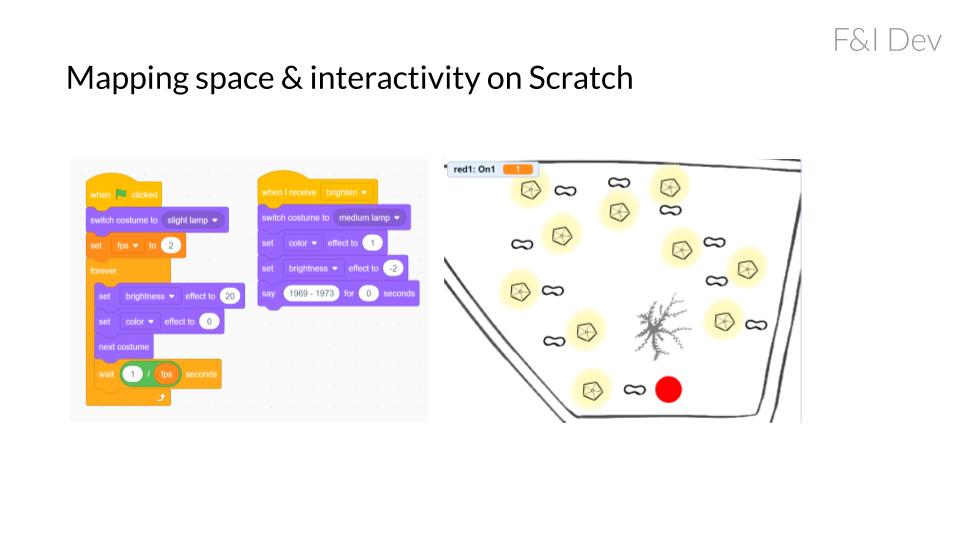 F&I Dev
Mapping space & interactivity on Scratch
when clicked
switch costume to slight lamp
set fps to 2
forever
set brightness effect to 20
set color effect to 0
next costume
wait 1 / fps seconds
when I receive brighten
switch costume to medium lamp
set color effect to 1
set brightness effect to -2
say 1969 - 1973 for 0 seconds
red1: On1 1